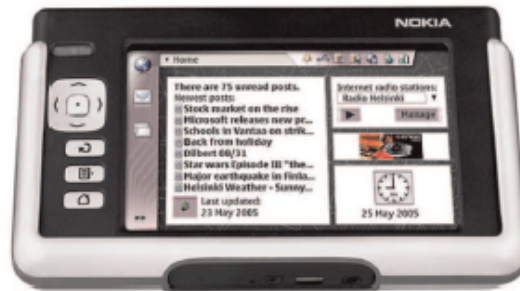 NOKIA
Home
There are 75 unread posts.
Newest posts:
Stock market on the rise
Microsoft releases new pr...
Schools in Vantaa on strik...
Back from holiday
Dilbert 08/31
Star wars Episode III "the...
Major earthquake in Finla...
Helsinki Weather - Sunny...
Last updated:
23 May 2005
Internet radio stations:
Radio Helsinki
Manage
25 May 2005